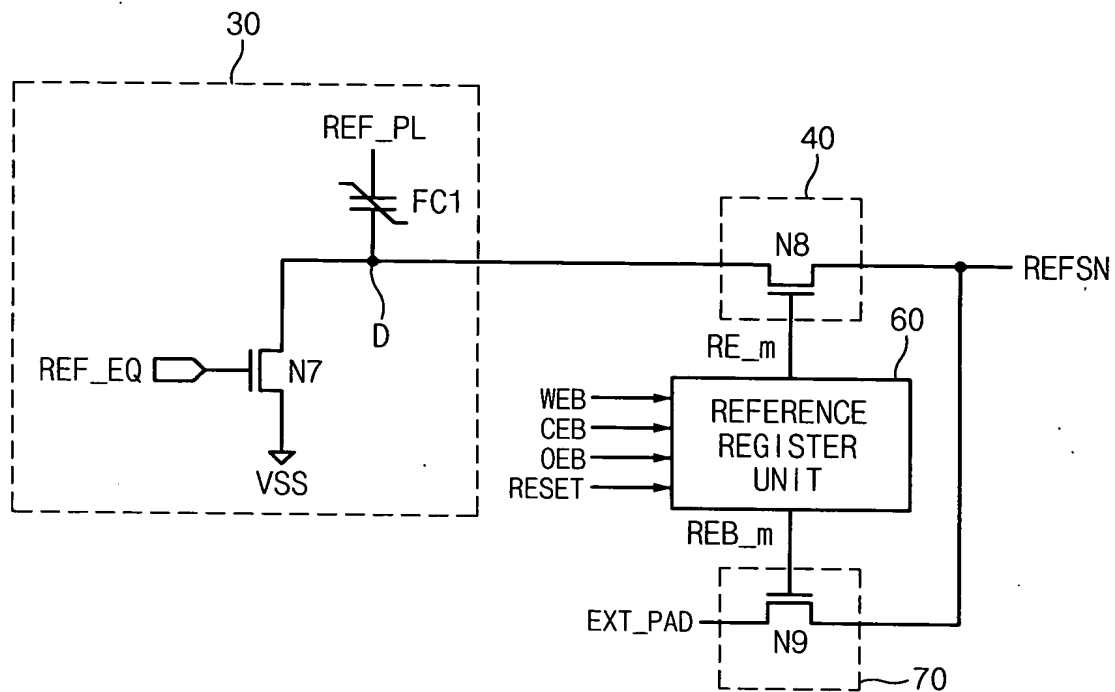 30
REF_PL
FC1
40
N8
REFSN
D
REF_EQ
N7
VSS
RE_m
60
WEB
CEB
OEB
RESET
REFERENCE
REGISTER
UNIT
REB_m
EXT_PAD
N9
70